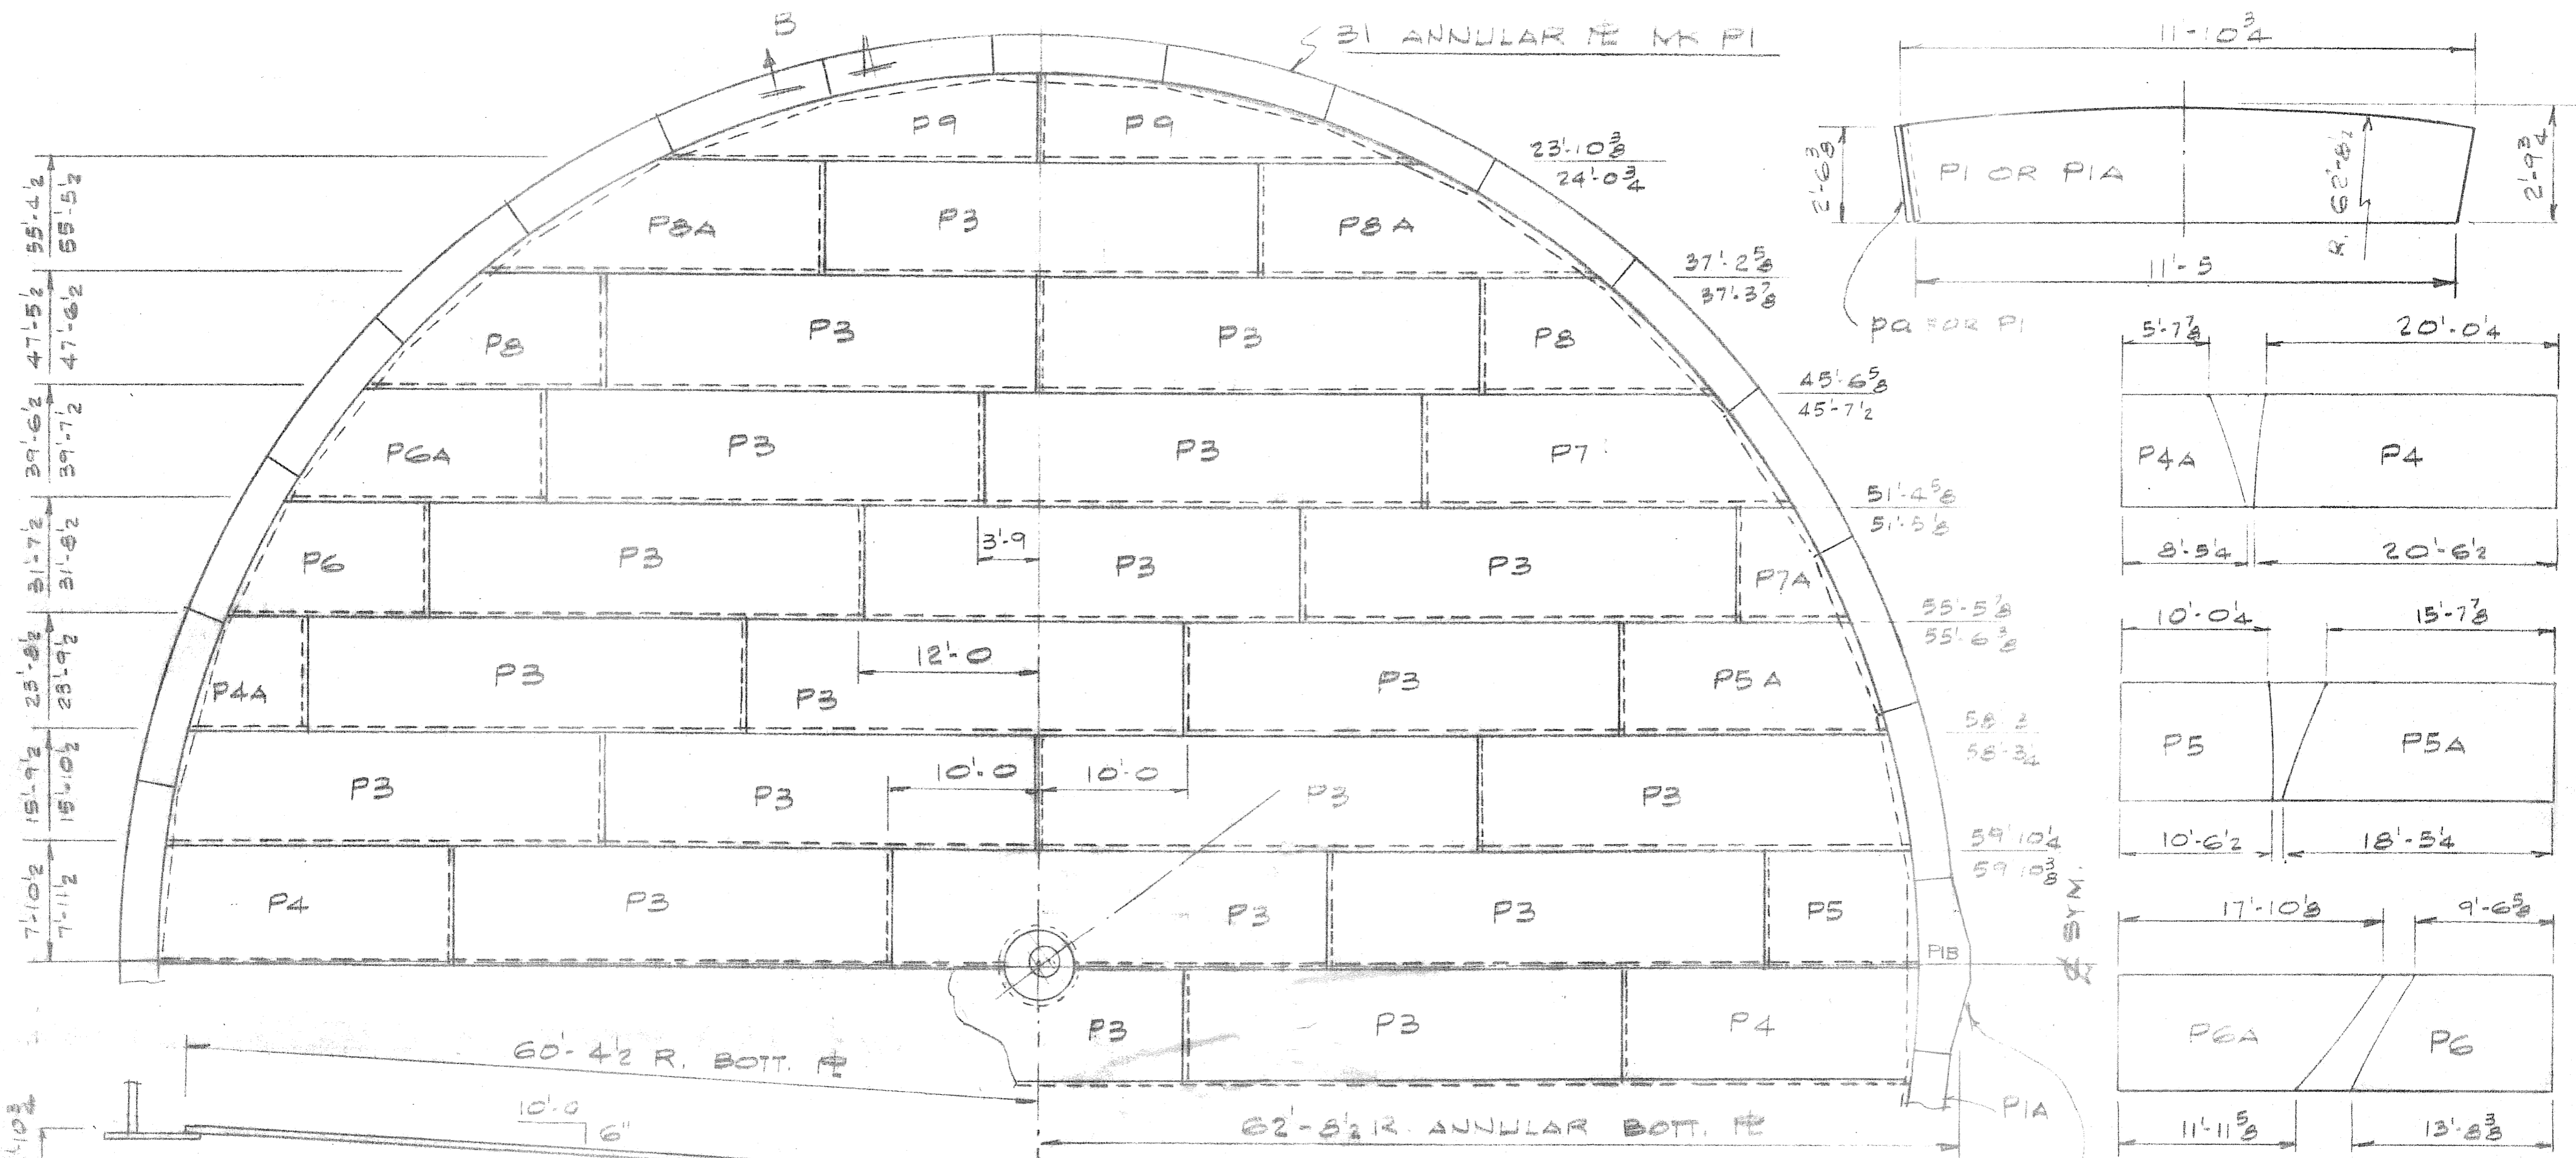 B
31 ANNULAR PL MK P1
11'-10 3/4
P9
P9
23'-10 3/8
24'-0 3/4
2'-6 3/8
P1 OR P1A
R. 62'-8 1/2
2'-9 3/4
55'-4 1/2
55'-5 1/2
P8A
P3
P8A
37'-2 5/8
37'-3 7/8
11'-5
pa FOR P1
47'-5 1/2
47'-6 1/2
P8
P3
P3
P8
45'-6 5/8
45'-7 1/2
5'-7 7/8
20'-0 1/4
39'-6 1/2
39'-7 1/2
P6A
P3
P3
P7
51'-4 5/8
51'-5 1/8
P4A
P4
8'-5 1/4
20'-6 1/2
31'-7 1/2
31'-8 1/2
P6
P3
3'-9
P3
P3
P7A
55'-5 7/8
55'-6 3/8
10'-0 1/4
15'-7 7/8
23'-8 1/2
23'-9 1/2
P4A
P3
12'-0
P3
P3
P5A
58'-3
58'-3 1/4
P5
P5A
15'-9 1/2
15'-10 1/2
P3
P3
10'-0
10'-0
P3
P3
59'10 1/4
59'10 3/8
10'-6 1/2
18'-5 1/4
7'-10 1/2
7'-11 1/2
P4
P3
P3
P3
P5
P1B
℄ SYM.
17'-10 1/8
9'-6 5/8
P3
P3
P4
P6A
P6
60'-4 1/2 R. BOTT. PL
10'-0
6"
P1A
62'-8 1/2 R. ANNULAR BOTT. PL
11'-11 5/8
13'-8 3/8